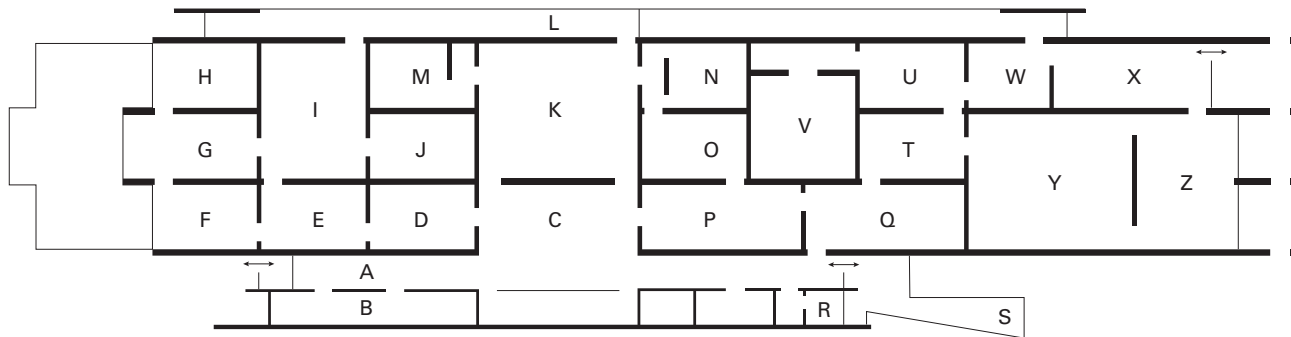 L
H M N U W X
I K V
G J O T
Y Z
F E D C P Q
A
B R S